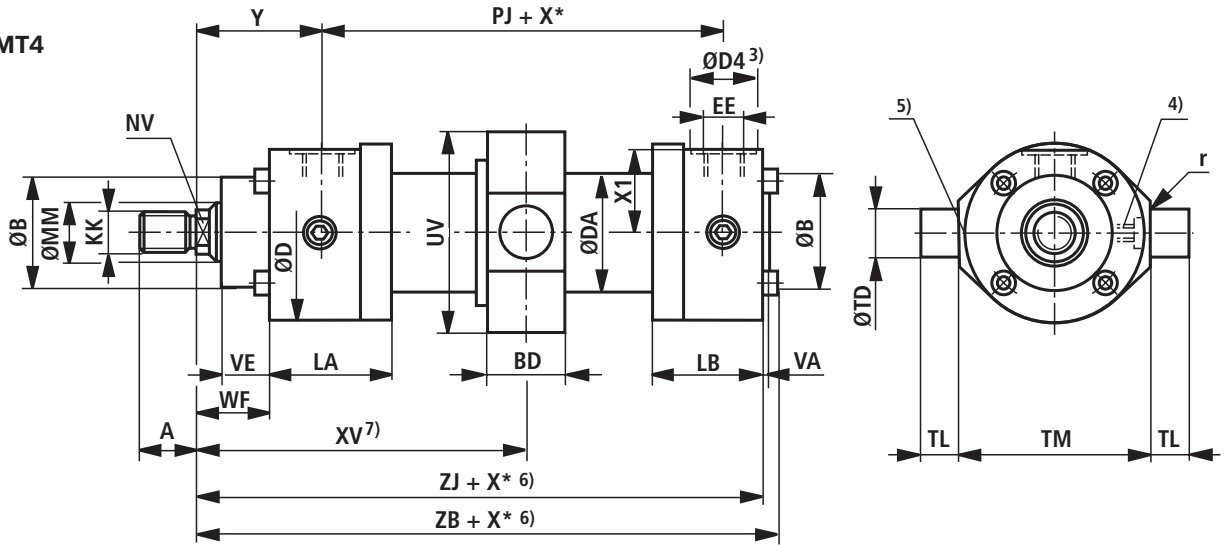 MT4
Y
PJ + X*
ØD4 3)
EE
NV
5)
4)
r
ØB
ØMM
KK
ØD
UV
ØDA
X1
ØB
ØTD
VE
LA
BD
LB
VA
WF
A
XV 7)
TL
TM
TL
ZJ + X* 6)
ZB + X* 6)